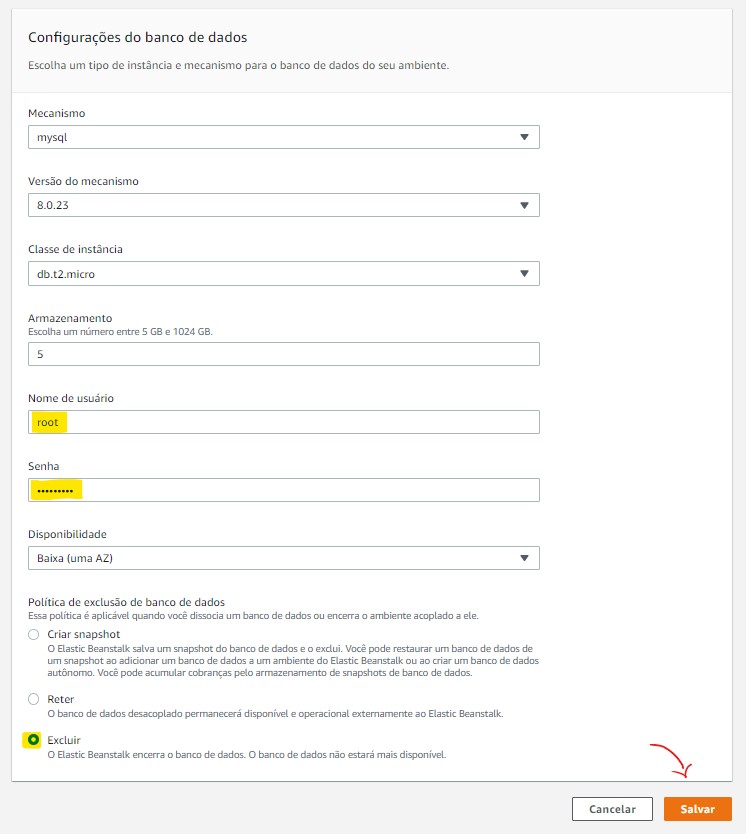 Configurações do banco de dados
Escolha um tipo de instância e mecanismo para o banco de dados do seu ambiente.
Mecanismo
mysql
Versão do mecanismo
8.0.23
Classe de instância
db.t2.micro
Armazenamento
Escolha um número entre 5 GB e 1024 GB.
5
Nome de usuário
root
Senha
•••••••••
Disponibilidade
Baixa (uma AZ)
Política de exclusão de banco de dados
Essa política é aplicável quando você dissocia um banco de dados ou encerra o ambiente acoplado a ele.
Criar snapshot
O Elastic Beanstalk salva um snapshot do banco de dados e o exclui. Você pode restaurar um banco de dados de
um snapshot ao adicionar um banco de dados a um ambiente do Elastic Beanstalk ou ao criar um banco de dados
autônomo. Você pode acumular cobranças pelo armazenamento de snapshots de banco de dados.
Reter
O banco de dados desacoplado permanecerá disponível e operacional externamente ao Elastic Beanstalk.
Excluir
O Elastic Beanstalk encerra o banco de dados. O banco de dados não estará mais disponível.
Cancelar
Salvar